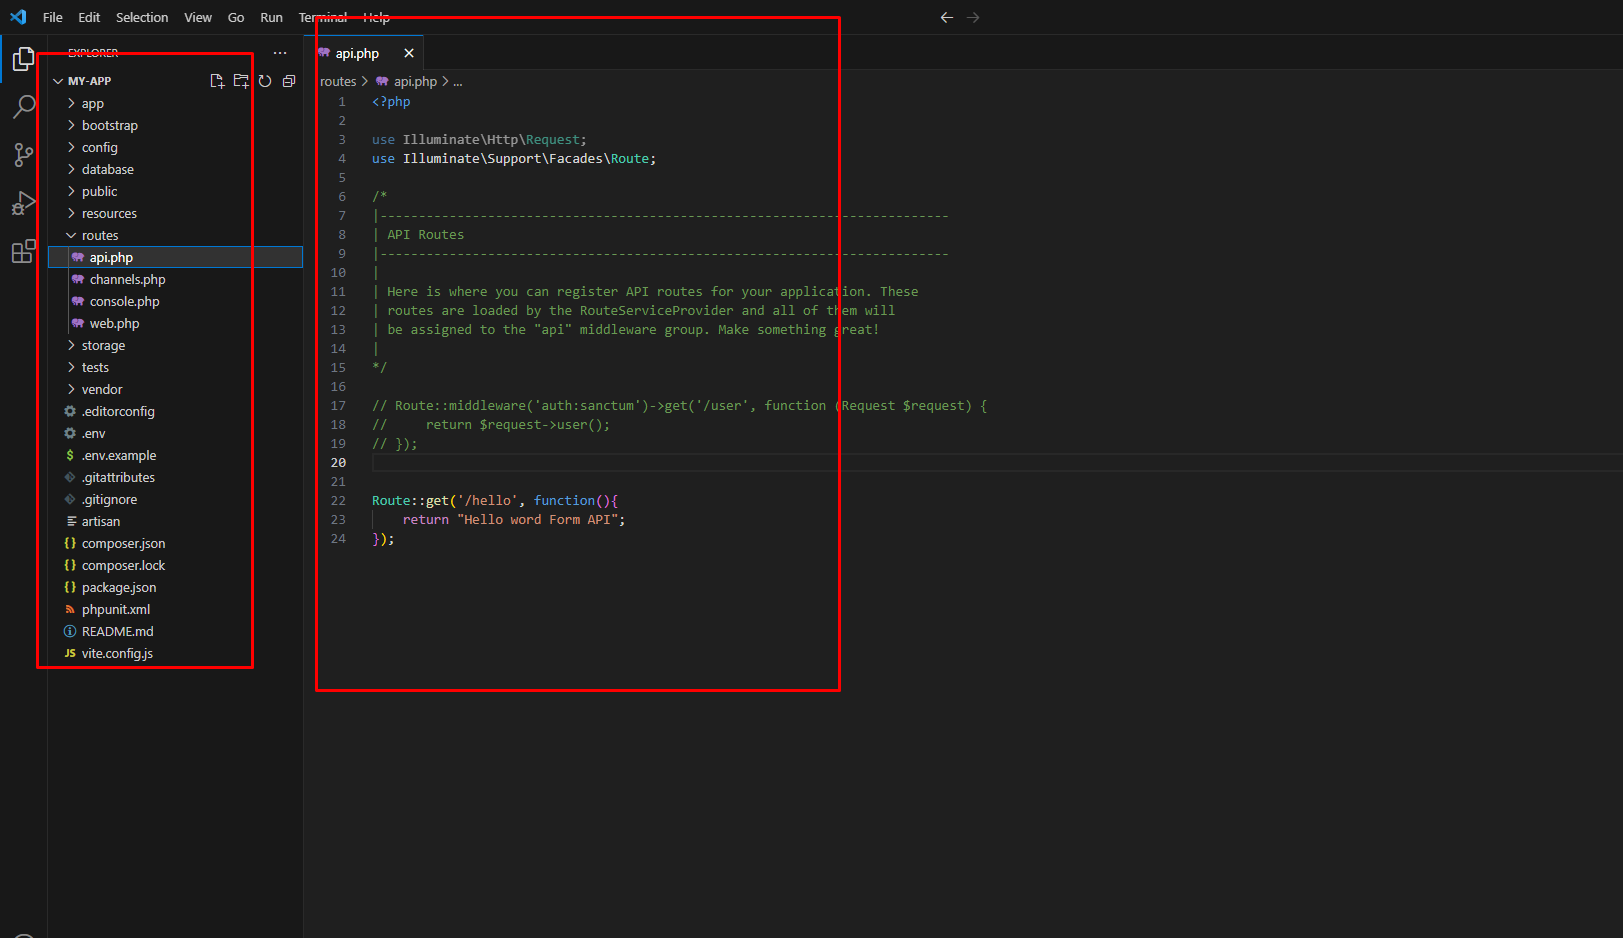 File Edit Selection View Go Run Terminal Help
EXPLORER
MY-APP
app
bootstrap
config
database
public
resources
routes
api.php
channels.php
console.php
web.php
storage
tests
vendor
.editorconfig
.env
.env.example
.gitattributes
.gitignore
artisan
composer.json
composer.lock
package.json
phpunit.xml
README.md
JS vite.config.js
api.php
routes > api.php > ...
1 <?php
2
3 use Illuminate\Http\Request;
4 use Illuminate\Support\Facades\Route;
5
6 /*
7 |--------------------------------------------------------------------------
8 | API Routes
9 |--------------------------------------------------------------------------
10 |
11 | Here is where you can register API routes for your application. These
12 | routes are loaded by the RouteServiceProvider and all of them will
13 | be assigned to the "api" middleware group. Make something great!
14 |
15 */
16
17 // Route::middleware('auth:sanctum')->get('/user', function (Request $request) {
18 //     return $request->user();
19 // });
20
21
22 Route::get('/hello', function(){
23     return "Hello word Form API";
24 });